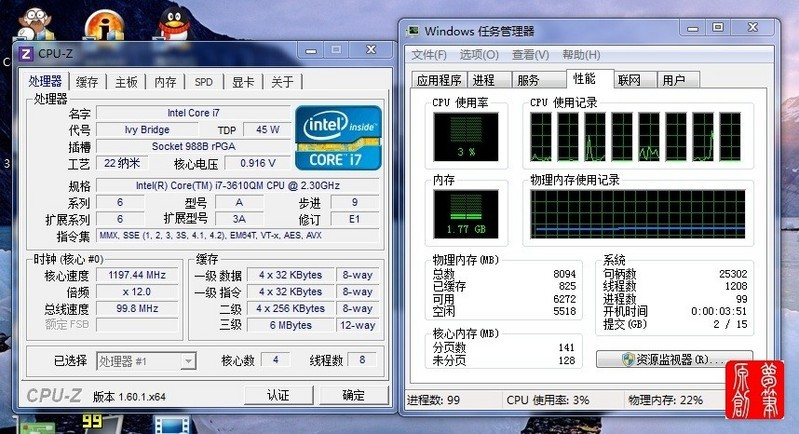 CPU-Z
处理器 缓存 主板 内存 SPD 显卡 关于
处理器
名字 Intel Core i7
代号 Ivy Bridge TDP 45 W
插槽 Socket 988B rPGA
工艺 22 纳米 核心电压 0.916 V
intel inside
CORE i7
规格 Intel(R) Core(TM) i7-3610QM CPU @ 2.30GHz
系列 6 型号 A 步进 9
扩展系列 6 扩展型号 3A 修订 E1
指令集 MMX, SSE (1, 2, 3, 3S, 4.1, 4.2), EM64T, VT-x, AES, AVX
时钟 (核心 #0)
核心速度 1197.44 MHz
倍频 x 12.0
总线速度 99.8 MHz
额定 FSB
缓存
一级 数据 4 x 32 KBytes 8-way
一级 指令 4 x 32 KBytes 8-way
二级 4 x 256 KBytes 8-way
三级 6 MBytes 12-way
已选择 处理器 #1 核心数 4 线程数 8
CPU-Z 版本 1.60.1.x64 认证 确定
99
Windows 任务管理器
文件(F) 选项(O) 查看(V) 帮助(H)
应用程序 进程 服务 性能 联网 用户
CPU 使用率 CPU 使用记录
3 %
内存 物理内存使用记录
1.77 GB
物理内存(MB)
总数 8094
已缓存 825
可用 6272
空闲 5518
核心内存(MB)
分页数 141
未分页 128
系统
句柄数 25302
线程数 1208
进程数 99
开机时间 0:00:03:51
提交(GB) 2 / 15
资源监视器(R)...
进程数: 99 CPU 使用率: 3% 物理内存: 22%
原创